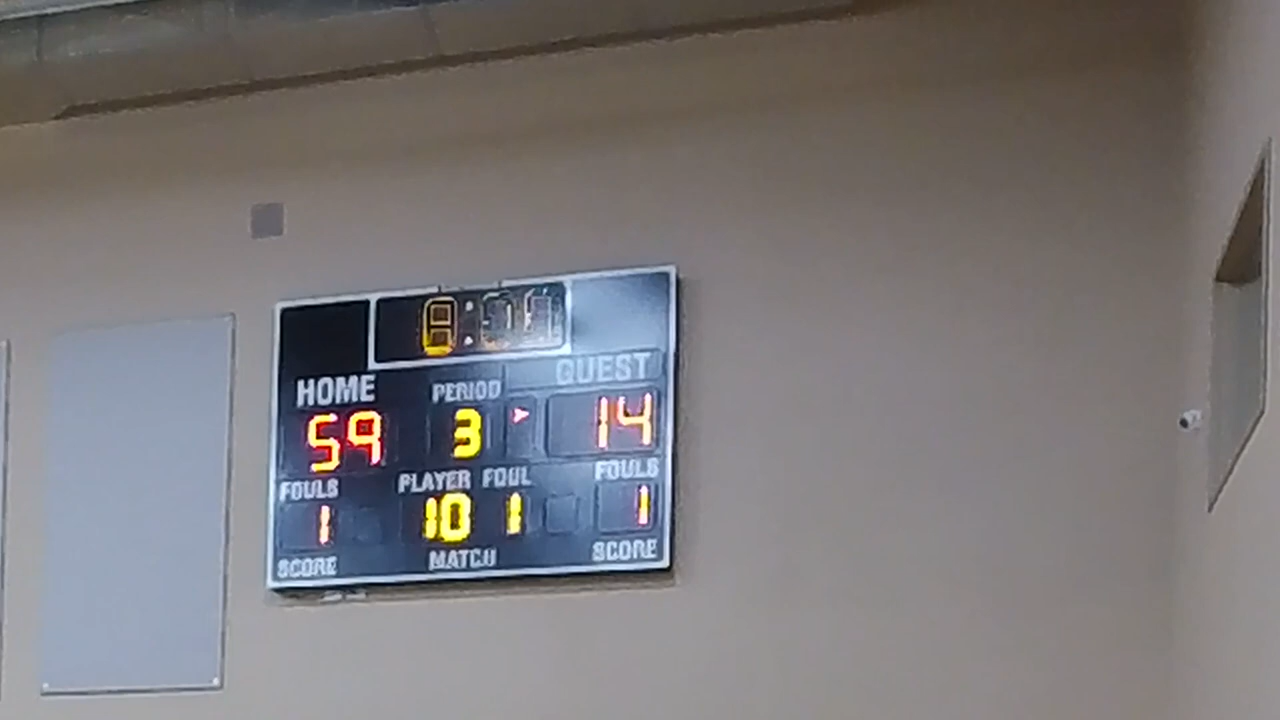 HOME PERIOD GUEST
59 3 14
FOULS PLAYER FOUL FOULS
1 10 1 1
SCORE MATCH SCORE